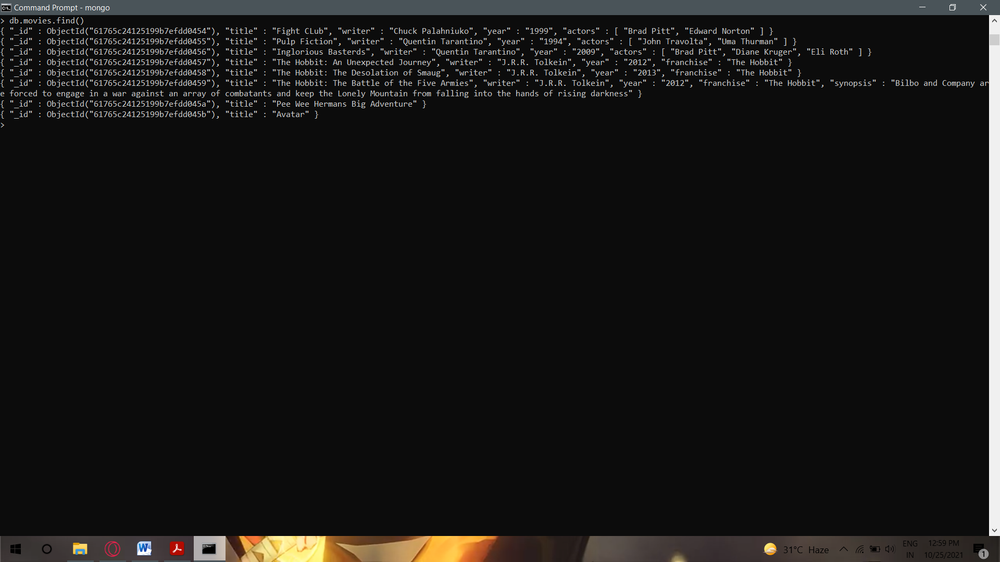 Command Prompt - mongo
> db.movies.find()
{ "_id" : ObjectId("61765c24125199b7efdd0454"), "title" : "Fight CLub", "writer" : "Chuck Palahniuko", "year" : "1999", "actors" : [ "Brad Pitt", "Edward Norton" ] }
{ "_id" : ObjectId("61765c24125199b7efdd0455"), "title" : "Pulp Fiction", "writer" : "Quentin Tarantino", "year" : "1994", "actors" : [ "John Travolta", "Uma Thurman" ] }
{ "_id" : ObjectId("61765c24125199b7efdd0456"), "title" : "Inglorious Basterds", "writer" : "Quentin Tarantino", "year" : "2009", "actors" : [ "Brad Pitt", "Diane Kruger", "Eli Roth" ] }
{ "_id" : ObjectId("61765c24125199b7efdd0457"), "title" : "The Hobbit: An Unexpected Journey", "writer" : "J.R.R. Tolkein", "year" : "2012", "franchise" : "The Hobbit" }
{ "_id" : ObjectId("61765c24125199b7efdd0458"), "title" : "The Hobbit: The Desolation of Smaug", "writer" : "J.R.R. Tolkein", "year" : "2013", "franchise" : "The Hobbit" }
{ "_id" : ObjectId("61765c24125199b7efdd0459"), "title" : "The Hobbit: The Battle of the Five Armies", "writer" : "J.R.R. Tolkein", "year" : "2012", "franchise" : "The Hobbit", "synopsis" : "Bilbo and Company ar
e forced to engage in a war against an array of combatants and keep the Lonely Mountain from falling into the hands of rising darkness" }
{ "_id" : ObjectId("61765c24125199b7efdd045a"), "title" : "Pee Wee Hermans Big Adventure" }
{ "_id" : ObjectId("61765c24125199b7efdd045b"), "title" : "Avatar" }
>
31°C Haze
ENG
IN
12:59 PM
10/25/2021
1